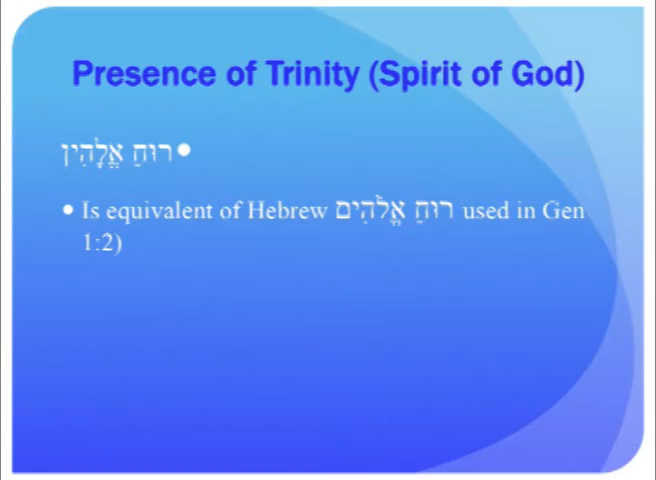 Presence of Trinity (Spirit of God)
רוּחַ אֱלָהִין
Is equivalent of Hebrew רוּחַ אֱלֹהִים used in Gen
1:2)